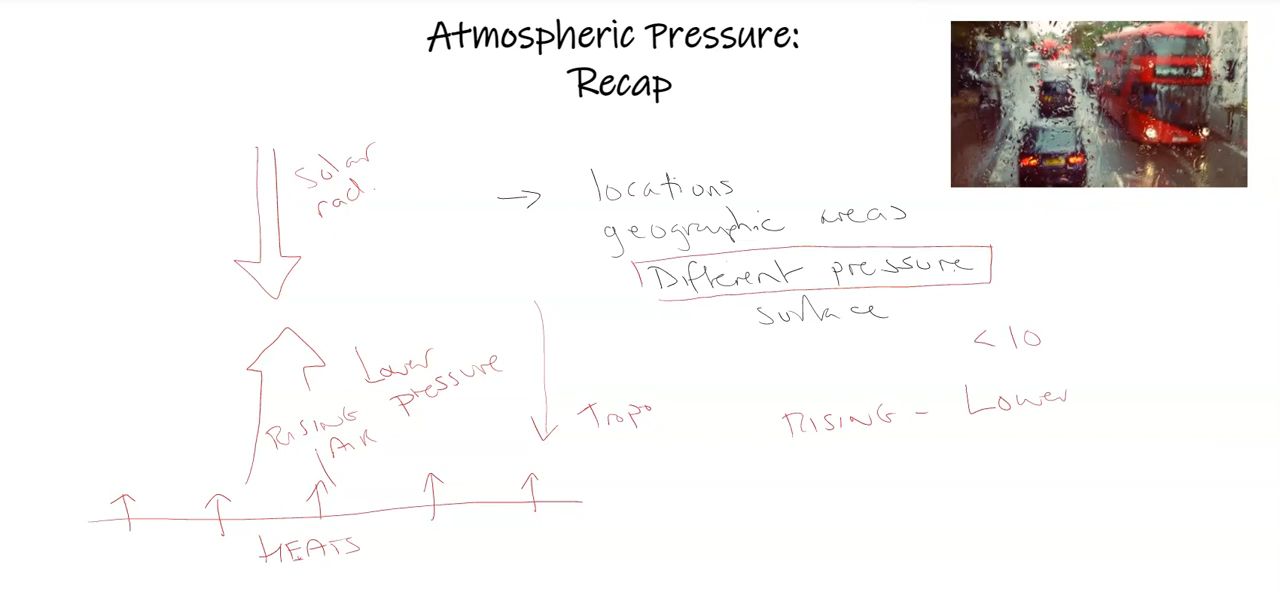 Atmospheric Pressure:
Recap
Solar
rad.
→ locations
geographic areas
Different pressure
surface
<10
RISING - Lower
Lower
pressure
RISING
AIR
Tropo
HEATS